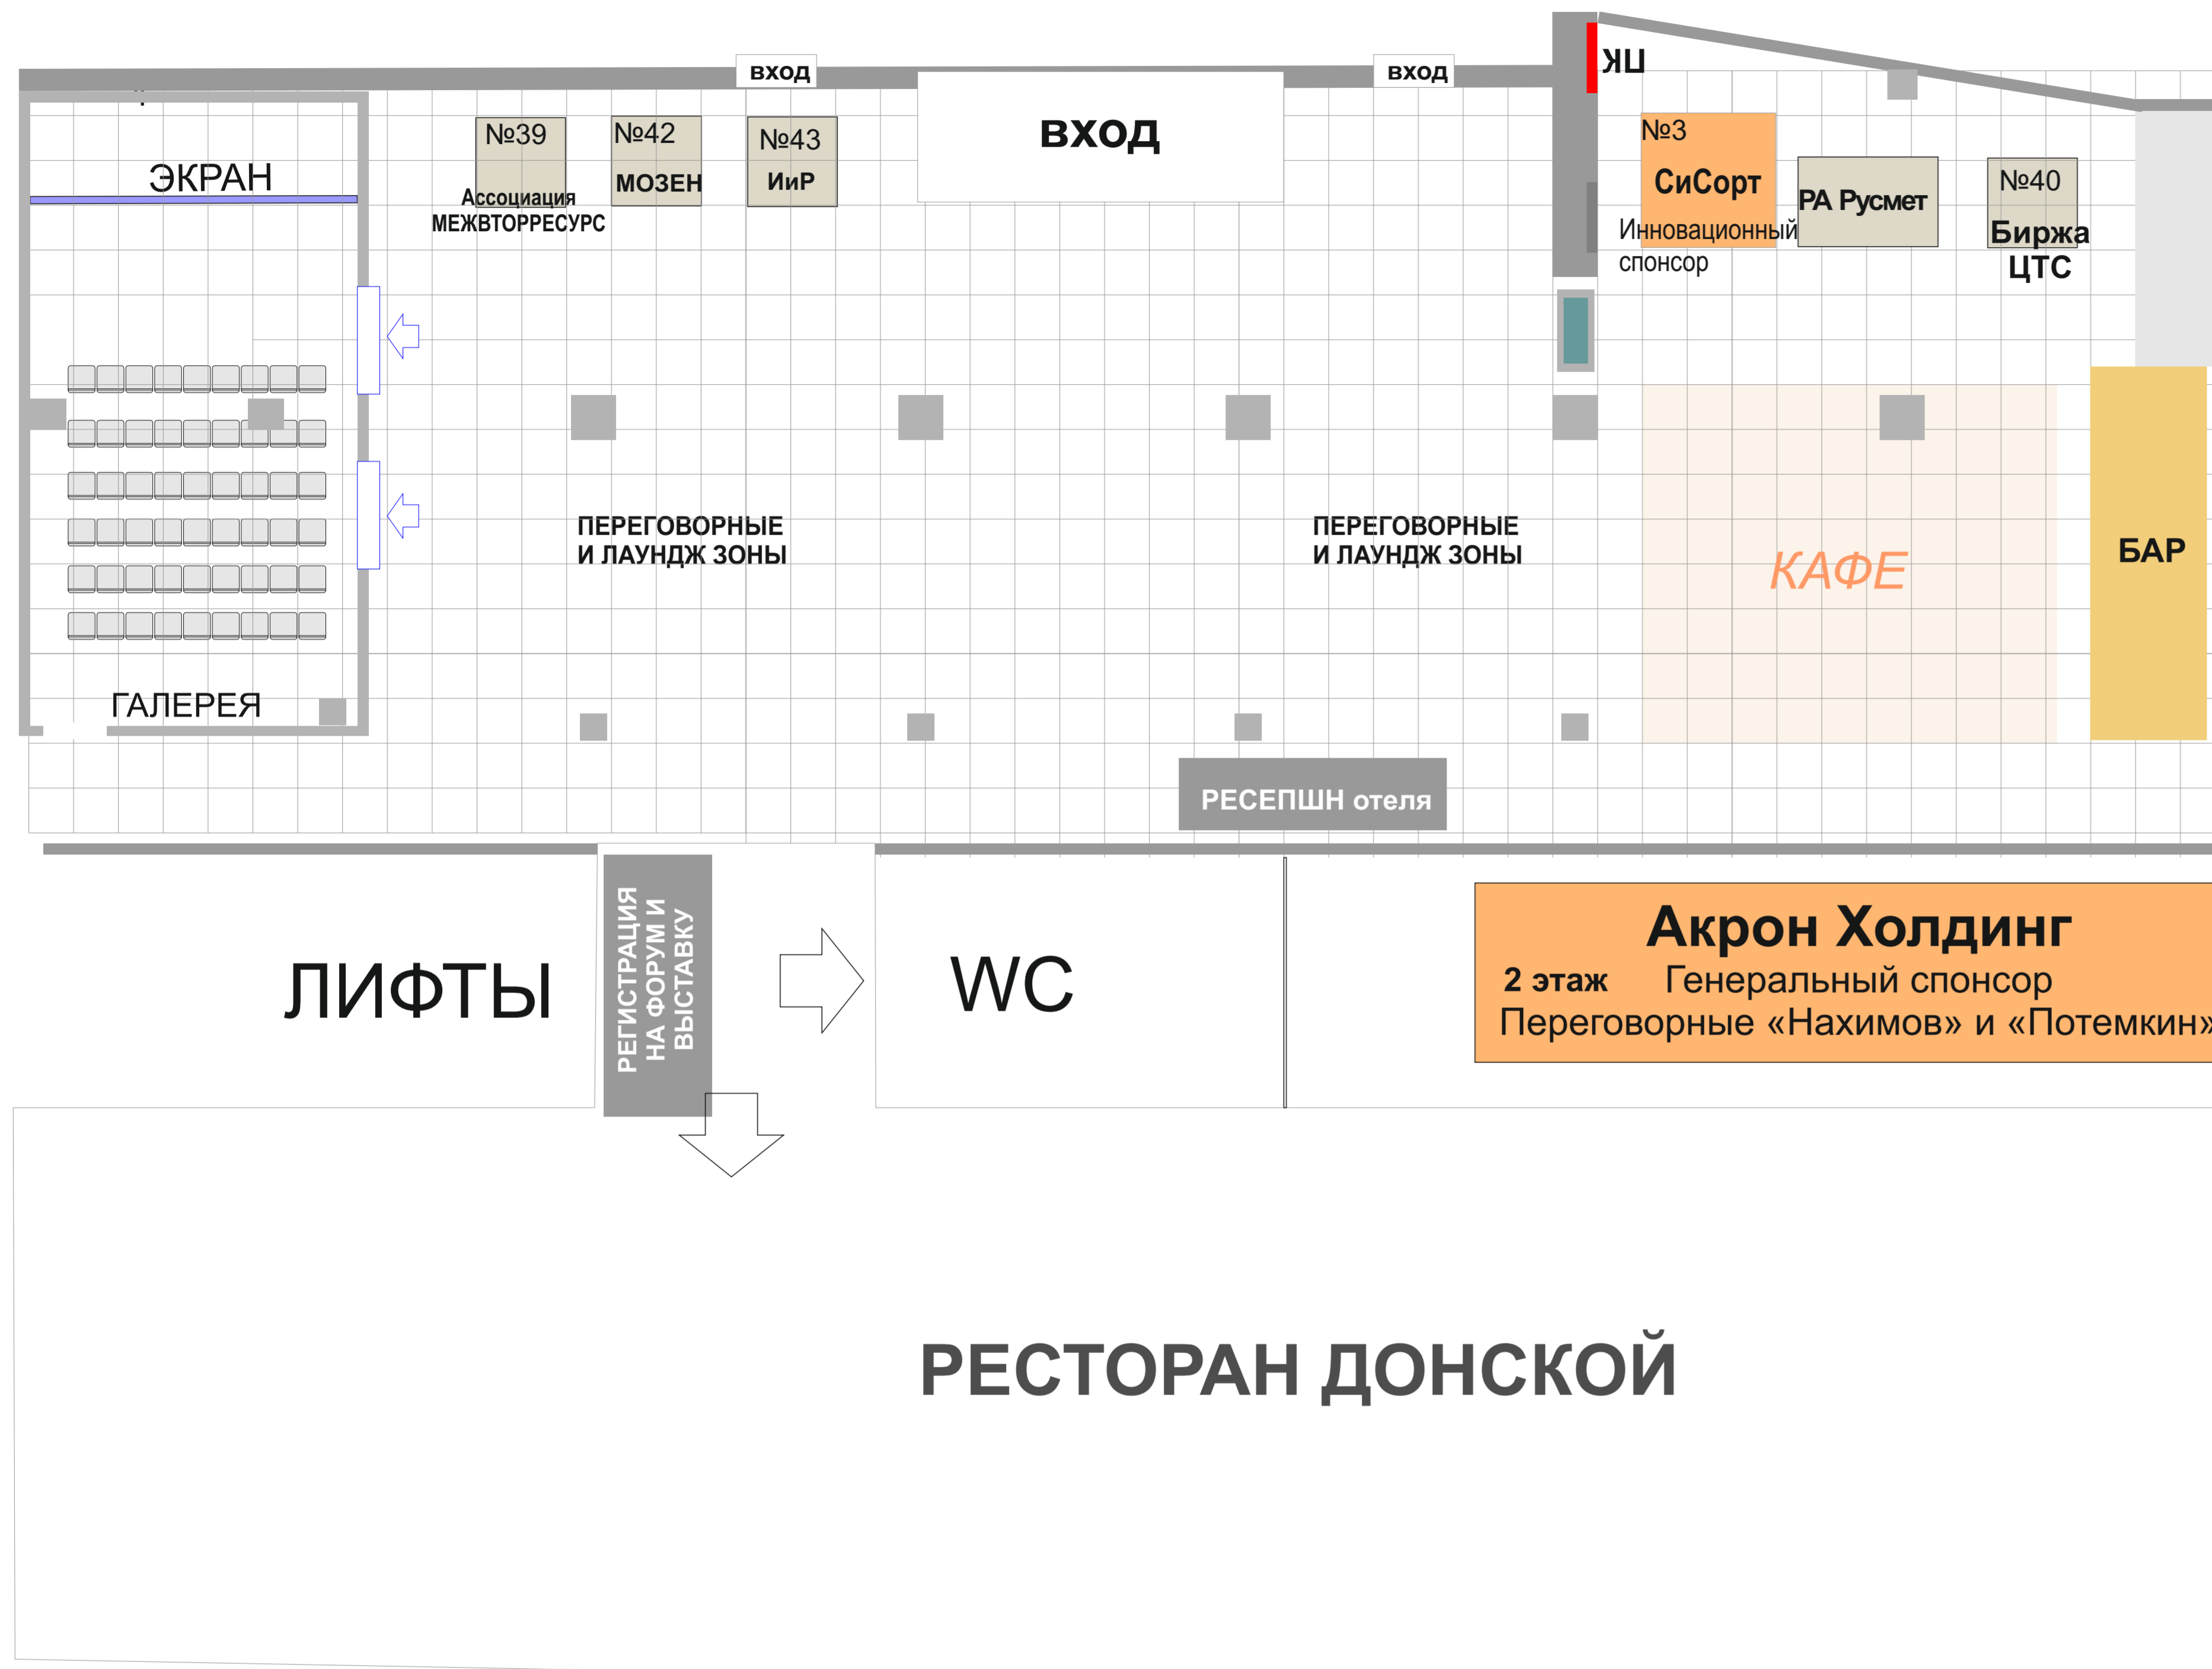 вход
вход
ПК
ВХОД
№39
Ассоциация
МЕЖВТОРРЕСУРС
№42
МОЗЕН
№43
ИиР
№3
СиСорт
Инновационный
спонсор
РА Русмет
№40
Биржа
ЦТС
ЭКРАН
ПЕРЕГОВОРНЫЕ
И ЛАУНДЖ ЗОНЫ
ПЕРЕГОВОРНЫЕ
И ЛАУНДЖ ЗОНЫ
КАФЕ
БАР
ГАЛЕРЕЯ
РЕСЕПШН отеля
ЛИФТЫ
РЕГИСТРАЦИЯ
НА ФОРУМ И
ВЫСТАВКУ
WC
Акрон Холдинг
2 этаж Генеральный спонсор
Переговорные «Нахимов» и «Потемкин»
РЕСТОРАН ДОНСКОЙ